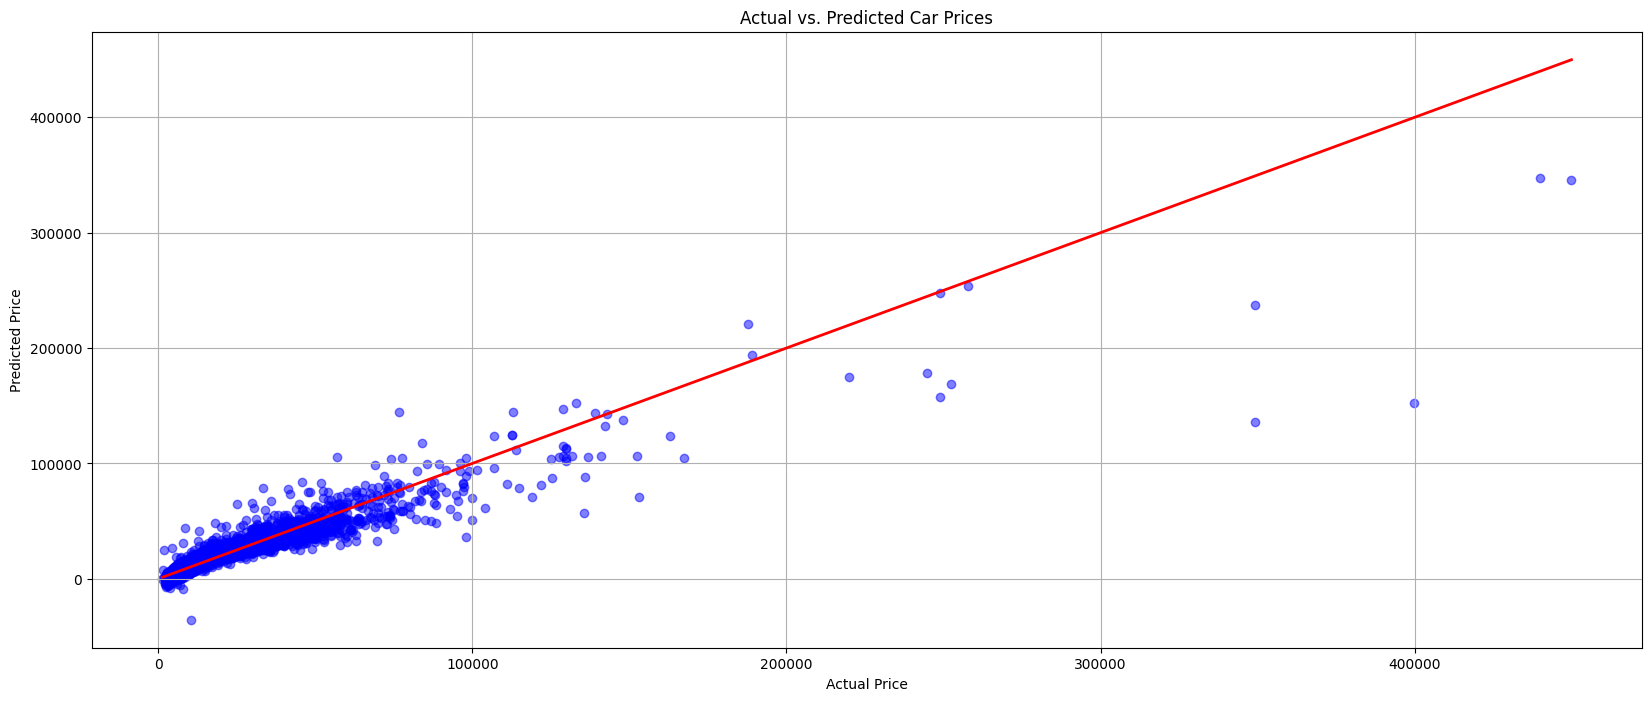 Actual vs. Predicted Car Prices
Predicted Price
400000
300000
200000
100000
0
0 100000 200000 300000 400000
Actual Price